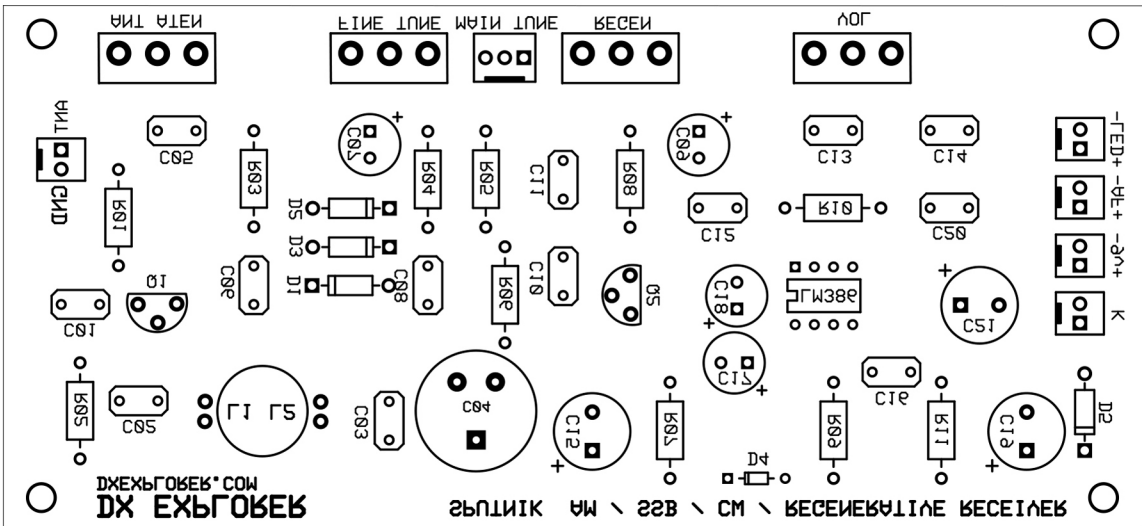 ANT ATEN
FINE TUNE
MAIN TUNE
REGEN
VOL
ANT
GND
C05
R03
C07
R04
R05
C11
R08
C09
C13
C14
-LED+
R01
D2
C12
R10
C20
-AF+
Q1
C06
D3
D1
C08
R06
C10
Q2
C18
LM386
C21
-9V+
C01
K
R02
C02
L1 L2
C03
C04
C15
R07
C17
R09
C16
R11
C19
D5
D4
DXEXPLORER.COM
DX EXPLORER
SPUTNIK AM / SSB / CW / REGENERATIVE RECEIVER